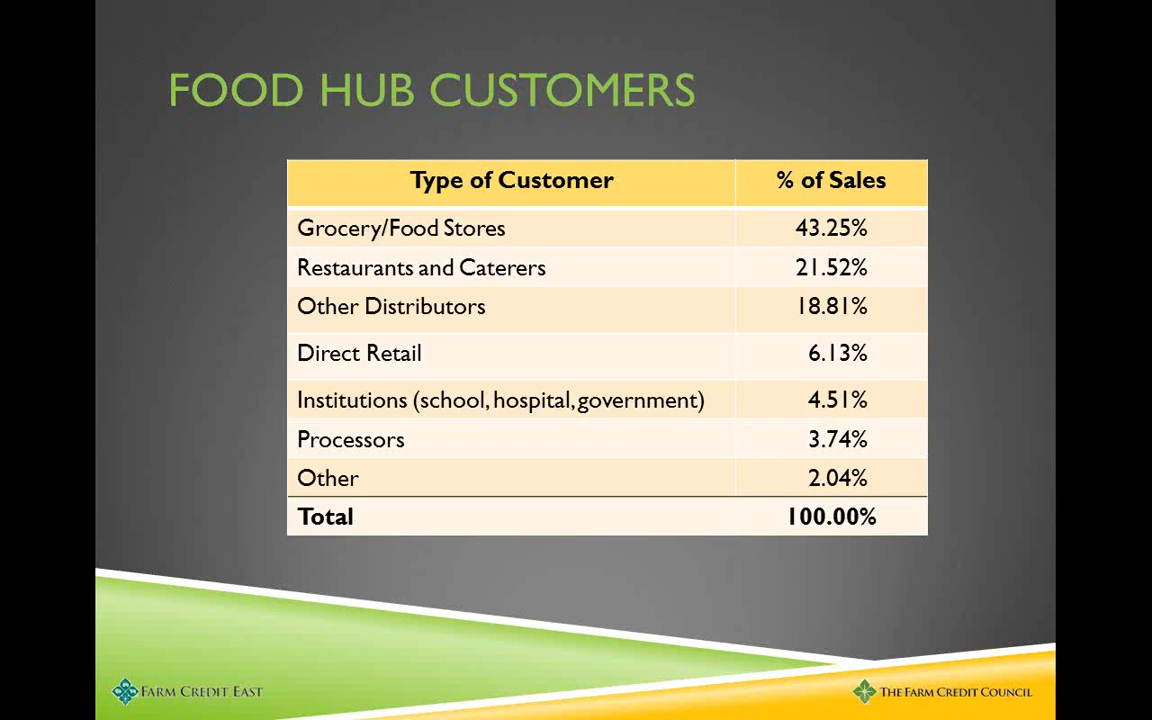 FOOD HUB CUSTOMERS
Type of Customer % of Sales
Grocery/Food Stores 43.25%
Restaurants and Caterers 21.52%
Other Distributors 18.81%
Direct Retail 6.13%
Institutions (school, hospital, government) 4.51%
Processors 3.74%
Other 2.04%
Total 100.00%
FARM CREDIT EAST THE FARM CREDIT COUNCIL